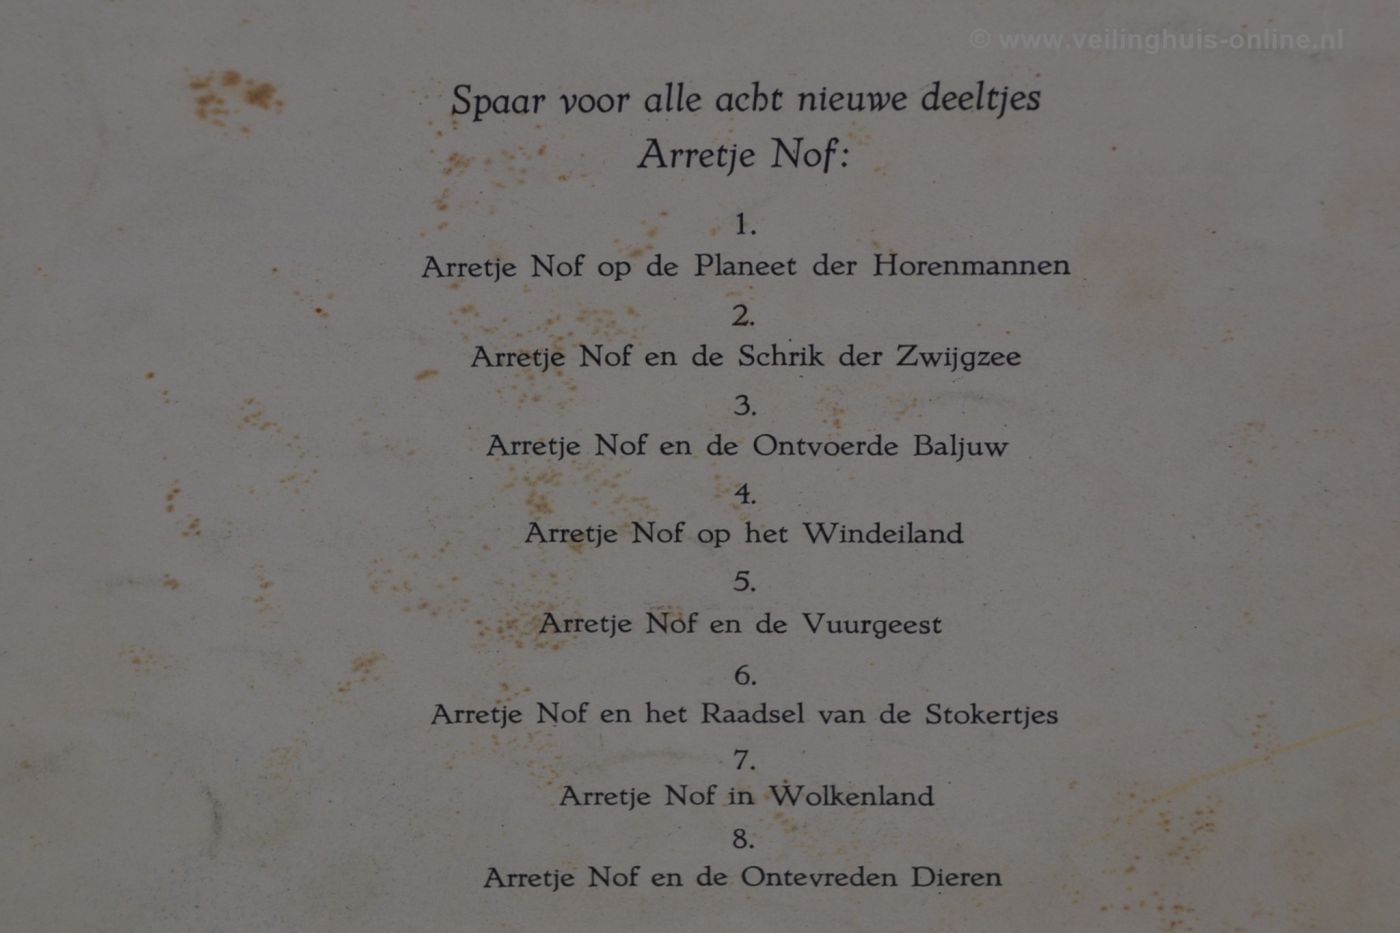 © www.veilinghuis-online.nl
Spaar voor alle acht nieuwe deeltjes
Arretje Nof:
1.
Arretje Nof op de Planeet der Horenmannen
2.
Arretje Nof en de Schrik der Zwijgzee
3.
Arretje Nof en de Ontvoerde Baljuw
4.
Arretje Nof op het Windeiland
5.
Arretje Nof en de Vuurgeest
6.
Arretje Nof en het Raadsel van de Stokertjes
7.
Arretje Nof in Wolkenland
8.
Arretje Nof en de Ontevreden Dieren